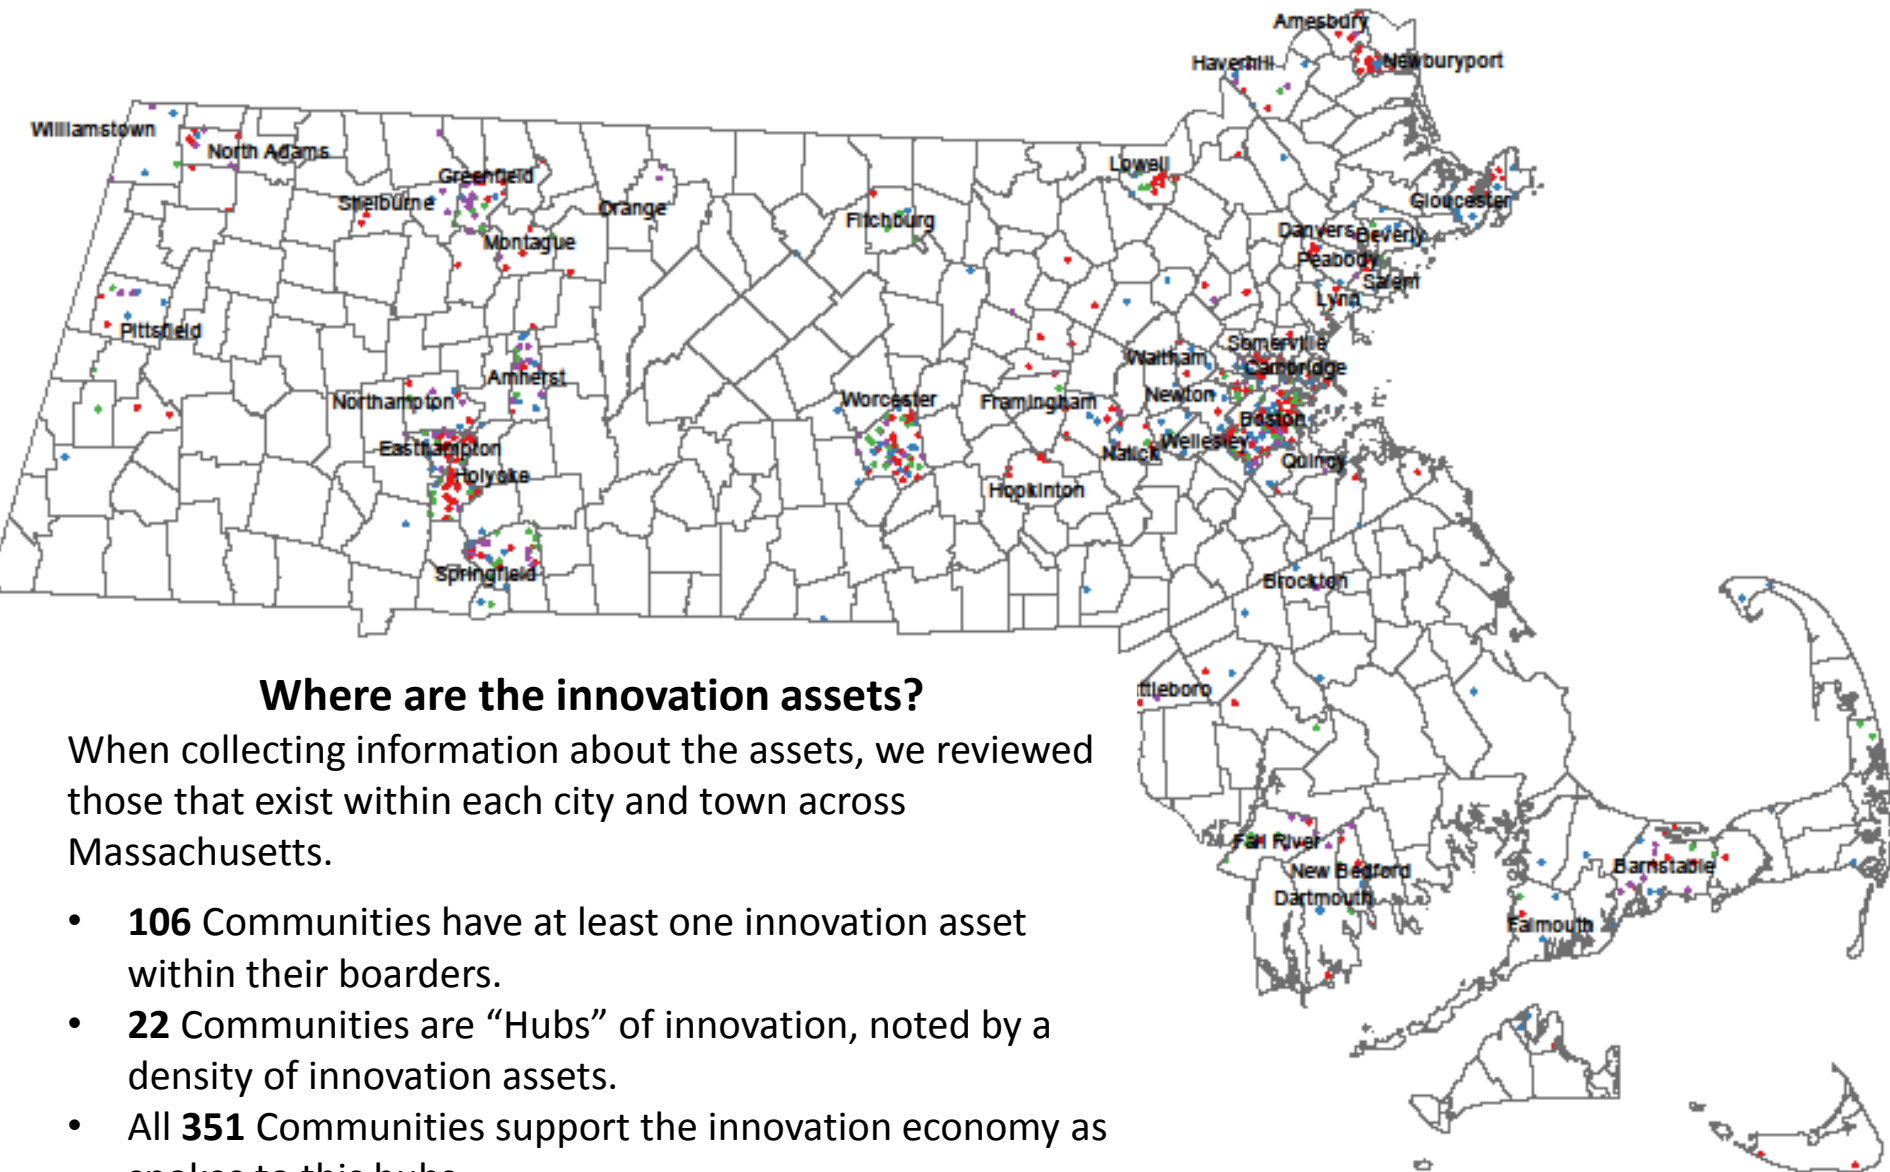 Amesbury
Haverhill
Newburyport
Williamstown
North Adams
Lowell
Greenfield
Shelburne
Orange
Fitchburg
Gloucester
Montague
Danvers
Beverly
Peabody
Salem
Lynn
Pittsfield
Somerville
Waltham
Cambridge
Amherst
Northampton
Worcester
Framingham
Newton
Boston
Easthampton
Natick
Wellesley
Quincy
Holyoke
Hopkinton
Springfield
Brockton
ttleboro
Where are the innovation assets?
When collecting information about the assets, we reviewed
those that exist within each city and town across
Massachusetts.
• 106 Communities have at least one innovation asset
within their boarders.
• 22 Communities are “Hubs” of innovation, noted by a
density of innovation assets.
• All 351 Communities support the innovation economy as
spokes to this hubs
Fall River
New Bedford
Dartmouth
Barnstable
Falmouth